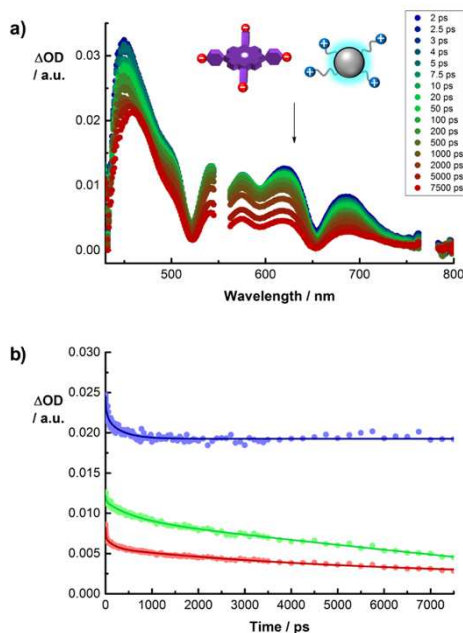 a)
ΔOD
/ a.u.
0.03
0.02
0.01
0.00
500
600
700
800
Wavelength / nm
2 ps
2.5 ps
3 ps
4 ps
5 ps
7.5 ps
10 ps
20 ps
50 ps
100 ps
200 ps
500 ps
1000 ps
2000 ps
5000 ps
7500 ps
b)
0.030
ΔOD
/ a.u.
0.025
0.020
0.015
0.010
0.005
0.000
0
1000
2000
3000
4000
5000
6000
7000
Time / ps